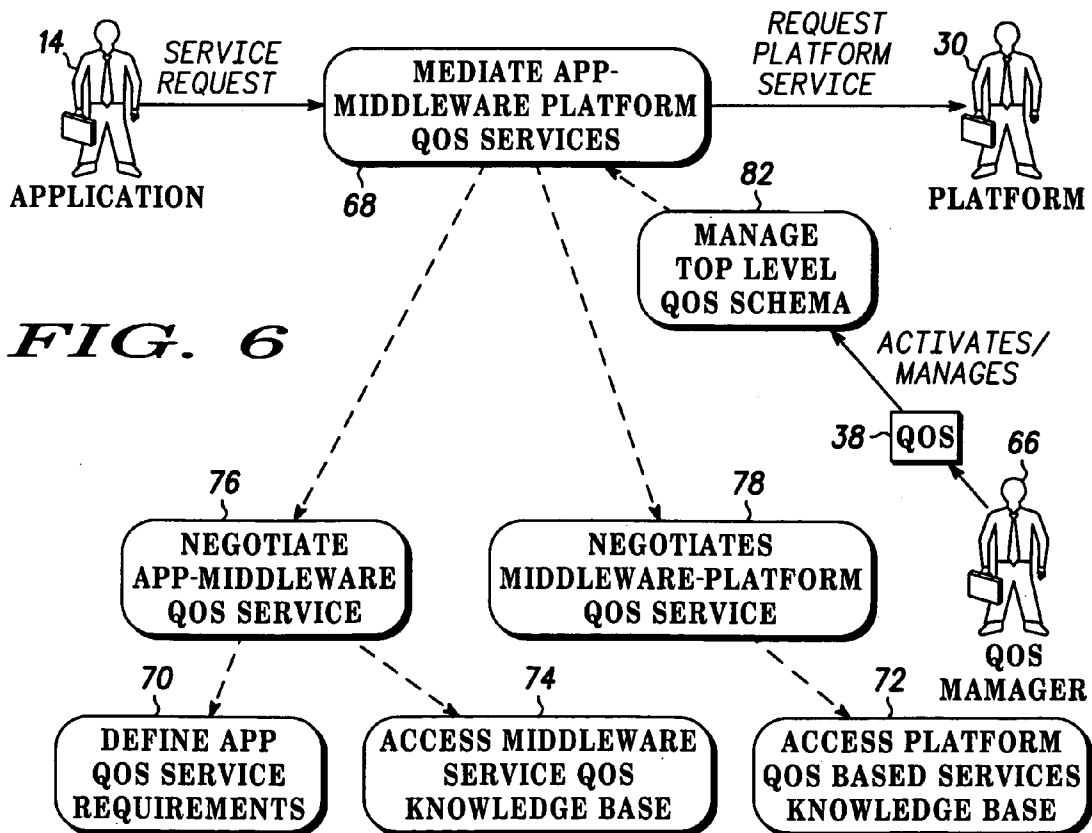 14
SERVICE
REQUEST
MEDIATE APP-
MIDDLEWARE PLATFORM
QOS SERVICES
68
REQUEST
PLATFORM
SERVICE
30
APPLICATION
PLATFORM
82
MANAGE
TOP LEVEL
QOS SCHEMA
FIG. 6
ACTIVATES/
MANAGES
38
QOS
66
QOS
MAMAGER
76
NEGOTIATE
APP-MIDDLEWARE
QOS SERVICE
78
NEGOTIATES
MIDDLEWARE-PLATFORM
QOS SERVICE
70
DEFINE APP
QOS SERVICE
REQUIREMENTS
74
ACCESS MIDDLEWARE
SERVICE QOS
KNOWLEDGE BASE
72
ACCESS PLATFORM
QOS BASED SERVICES
KNOWLEDGE BASE